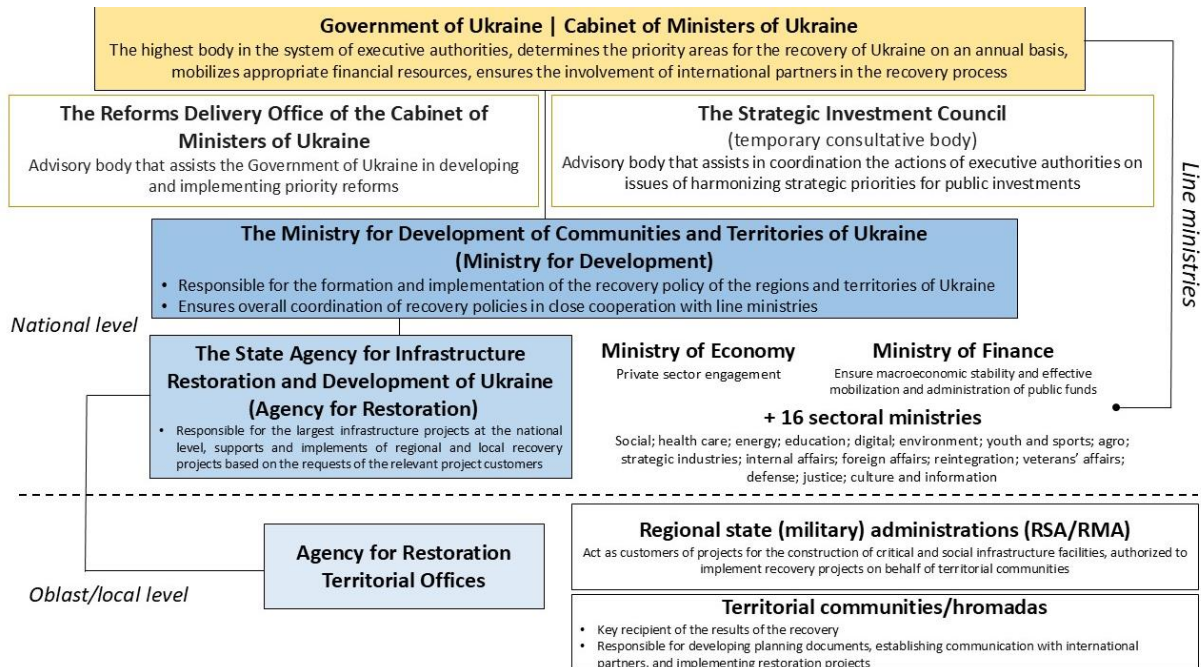 Government of Ukraine | Cabinet of Ministers of Ukraine
The highest body in the system of executive authorities, determines the priority areas for the recovery of Ukraine on an annual basis,
mobilizes appropriate financial resources, ensures the involvement of international partners in the recovery process
The Reforms Delivery Office of the Cabinet of
Ministers of Ukraine
Advisory body that assists the Government of Ukraine in developing
and implementing priority reforms
The Strategic Investment Council
(temporary consultative body)
Advisory body that assists in coordination the actions of executive authorities on
issues of harmonizing strategic priorities for public investments
Line ministries
The Ministry for Development of Communities and Territories of Ukraine
(Ministry for Development)
• Responsible for the formation and implementation of the recovery policy of the regions and territories of Ukraine
• Ensures overall coordination of recovery policies in close cooperation with line ministries
National level
The State Agency for Infrastructure
Restoration and Development of Ukraine
(Agency for Restoration)
• Responsible for the largest infrastructure projects at the national
level, supports and implements of regional and local recovery
projects based on the requests of the relevant project customers
Ministry of Economy
Private sector engagement
Ministry of Finance
Ensure macroeconomic stability and effective
mobilization and administration of public funds
+ 16 sectoral ministries
Social; health care; energy; education; digital; environment; youth and sports; agro;
strategic industries; internal affairs; foreign affairs; reintegration; veterans' affairs;
defense; justice; culture and information
Oblast/local level
Agency for Restoration
Territorial Offices
Regional state (military) administrations (RSA/RMA)
Act as customers of projects for the construction of critical and social infrastructure facilities, authorized to
implement recovery projects on behalf of territorial communities
Territorial communities/hromadas
• Key recipient of the results of the recovery
• Responsible for developing planning documents, establishing communication with international
partners, and implementing restoration projects